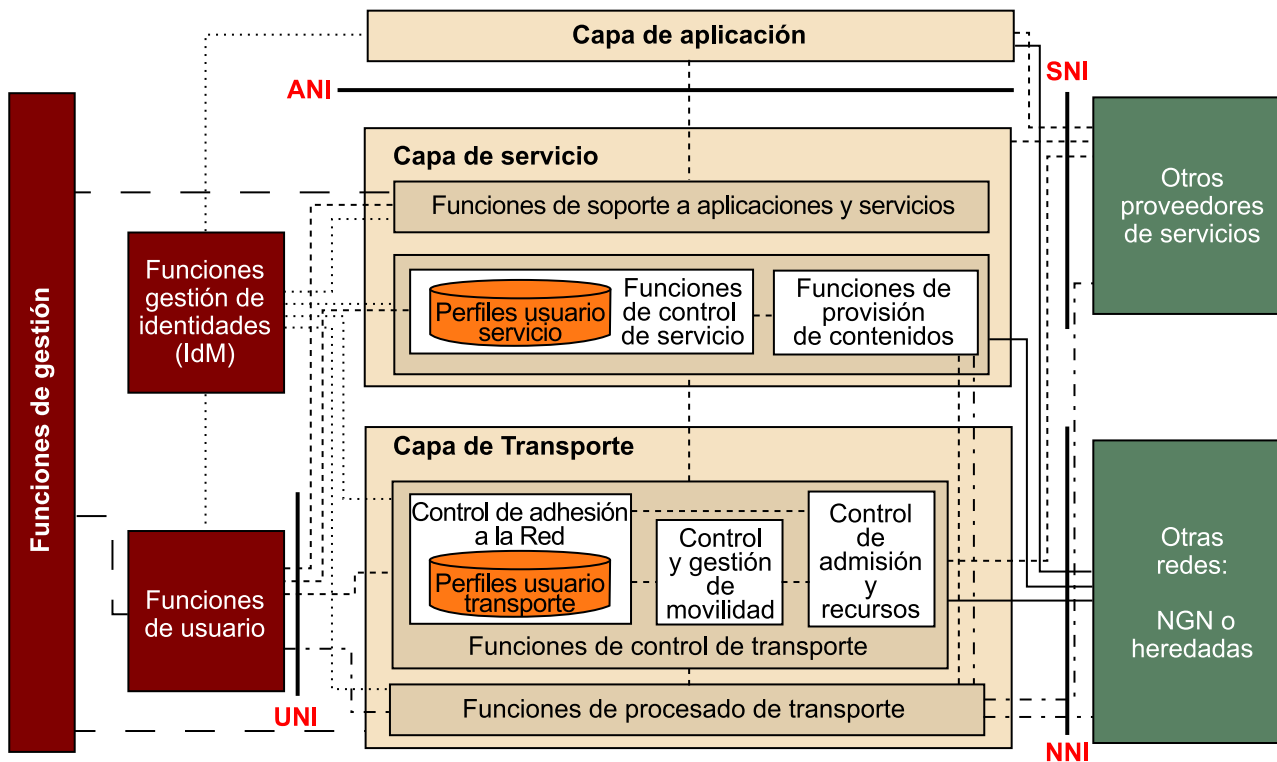 Capa de aplicación
ANI
SNI
Funciones de gestión
Capa de servicio
Funciones de soporte a aplicaciones y servicios
Otros
proveedores
de servicios
Funciones
gestión de
identidades
(IdM)
Perfiles usuario
servicio
Funciones
de control
de servicio
Funciones de
provisión
de contenidos
Capa de Transporte
Control de adhesión
a la Red
Perfiles usuario
transporte
Control
y gestión
de
movilidad
Control
de
admisión
y
recursos
Funciones de control de transporte
Otras
redes:
NGN o
heredadas
Funciones
de usuario
UNI
Funciones de procesado de transporte
NNI